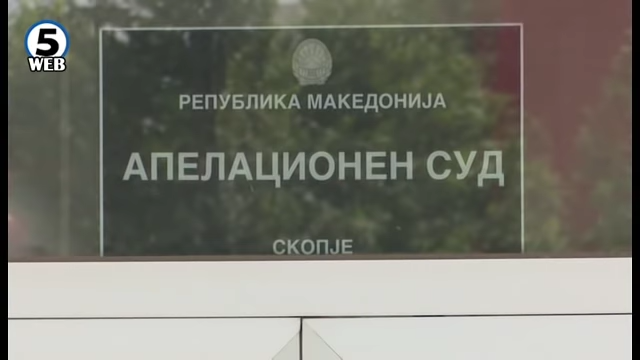 5
WEB
РЕПУБЛИКА МАКЕДОНИЈА
АПЕЛАЦИОНЕН СУД
СКОПЈЕ